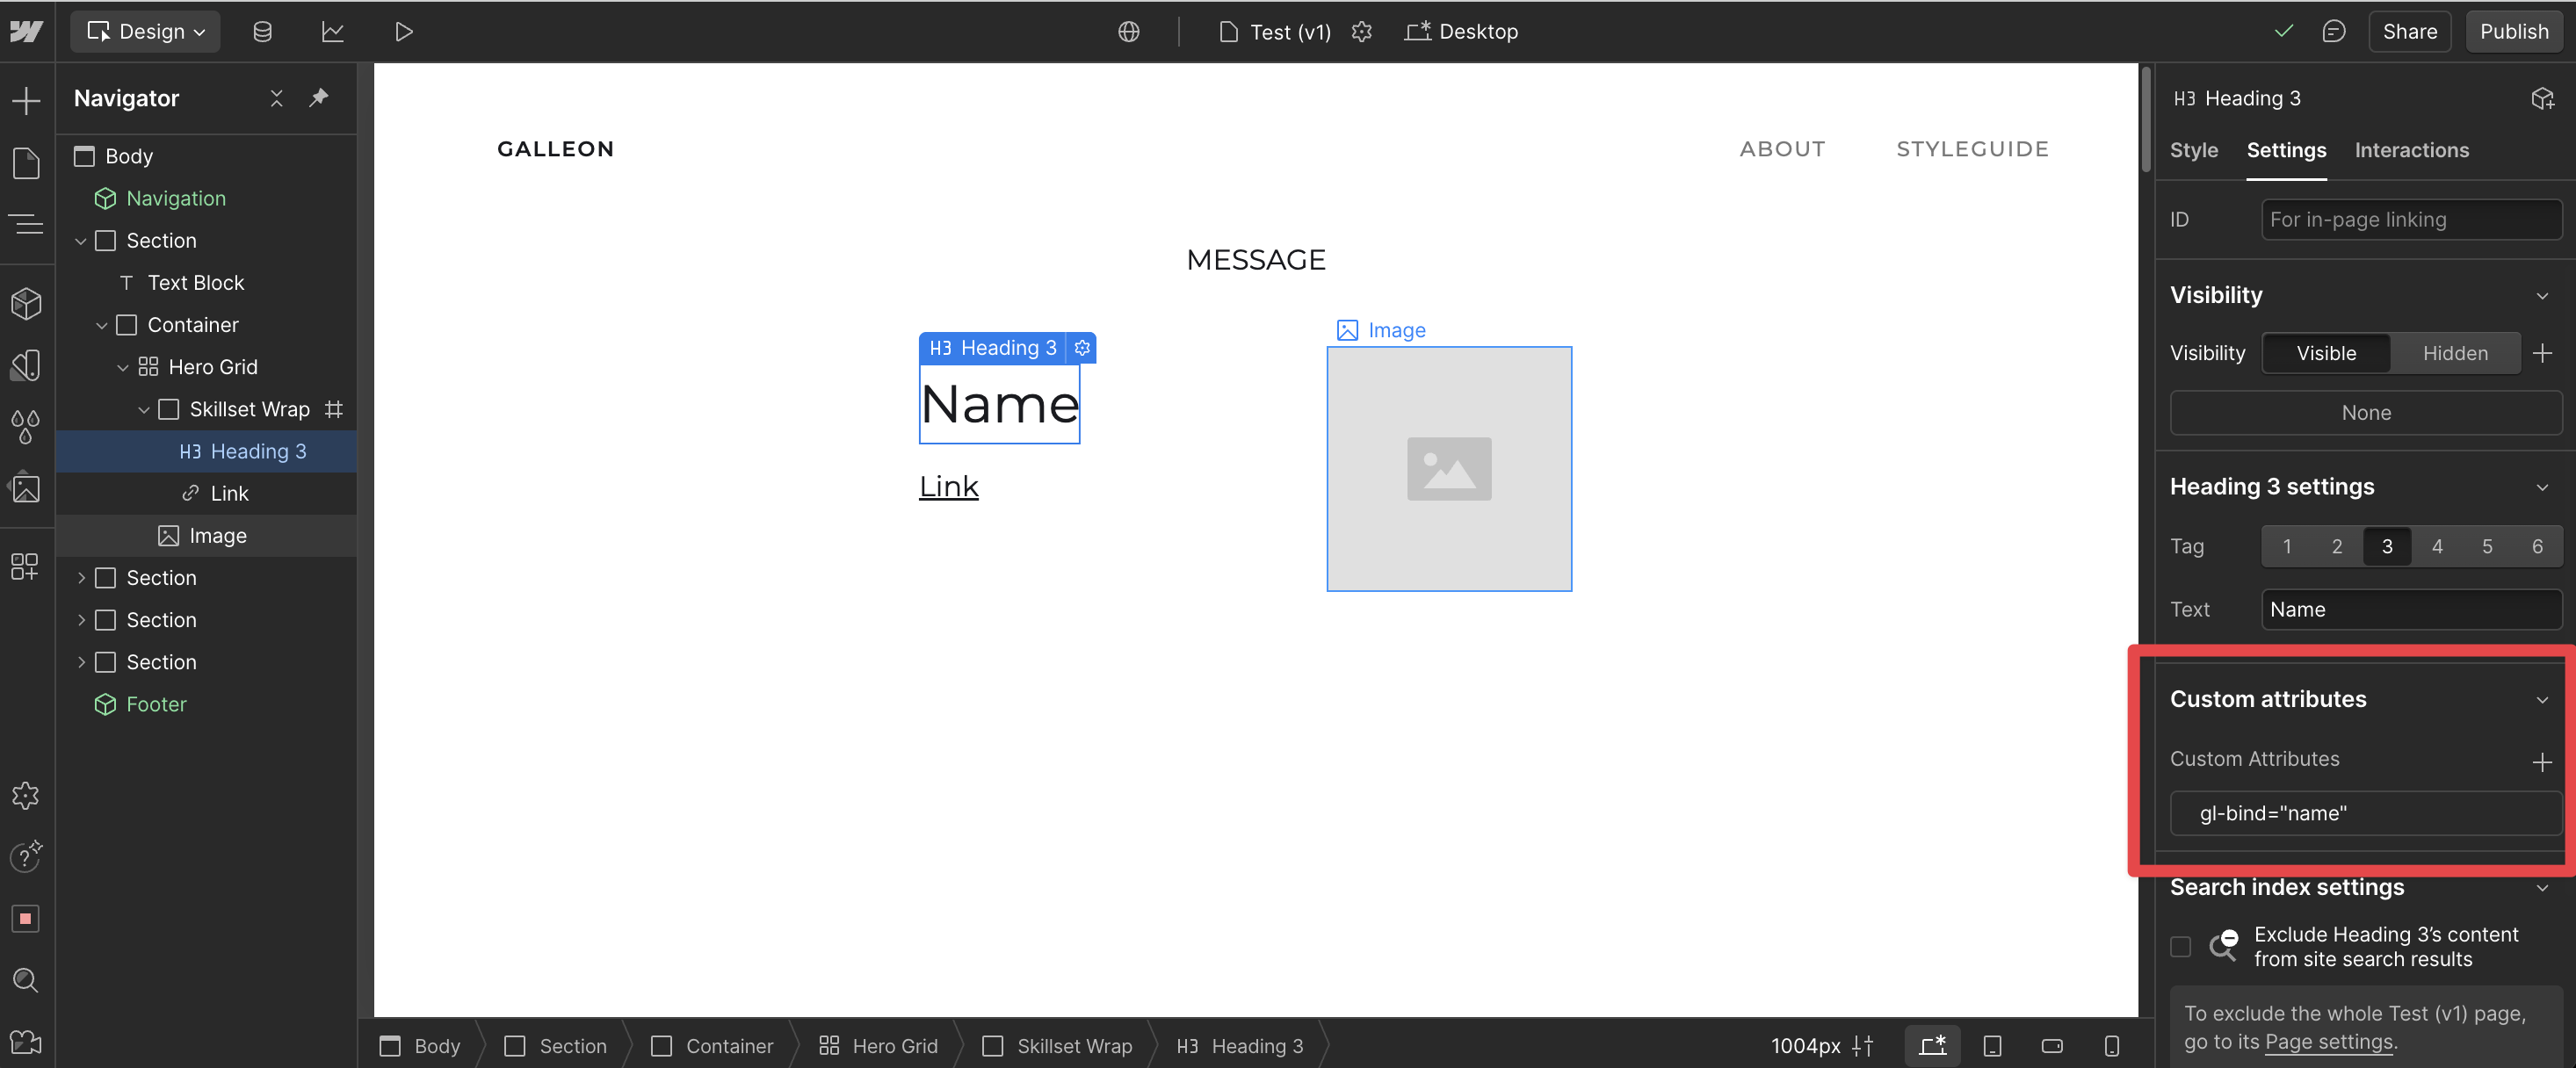 Design
Test (v1)
Desktop
Share
Publish
Navigator
Body
Navigation
Section
T Text Block
Container
Hero Grid
Skillset Wrap
H3 Heading 3
Link
Image
Section
Section
Section
Footer
GALLEON
ABOUT
STYLEGUIDE
MESSAGE
H3 Heading 3
Name
Link
Image
H3 Heading 3
Style
Settings
Interactions
ID
For in-page linking
Visibility
Visibility
Visible
Hidden
None
Heading 3 settings
Tag
1 2 3 4 5 6
Text
Name
Custom attributes
Custom Attributes
gl-bind="name"
Search index settings
Exclude Heading 3’s content
from site search results
To exclude the whole Test (v1) page,
go to its Page settings.
Body
Section
Container
Hero Grid
Skillset Wrap
H3 Heading 3
1004px